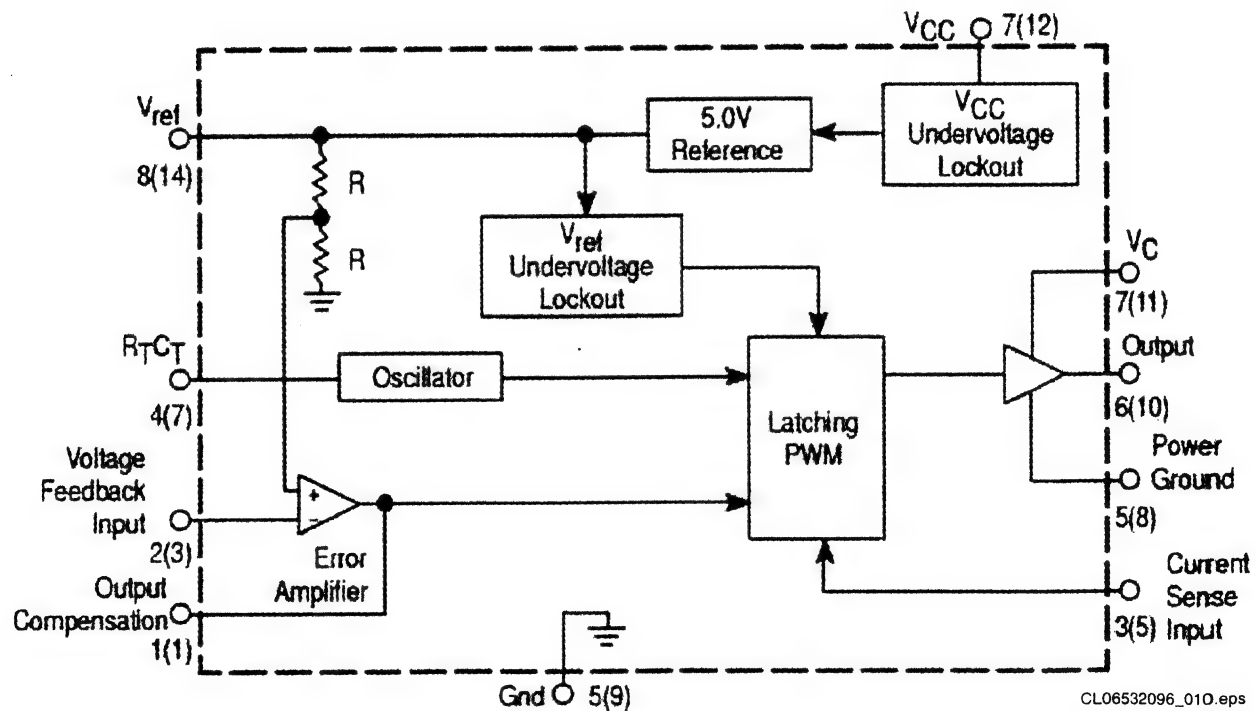 VCC 7(12)
Vref
8(14)
R
R
5.0V
Reference
VCC
Undervoltage
Lockout
Vref
Undervoltage
Lockout
VC
7(11)
RTCT
4(7)
Oscillator
Latching
PWM
Output
6(10)
Voltage
Feedback
Input
2(3)
+
−
Error
Amplifier
Power
Ground
5(8)
Output
Compensation
1(1)
Current
Sense
Input
3(5)
Gnd 5(9)
CL06532096_010.eps